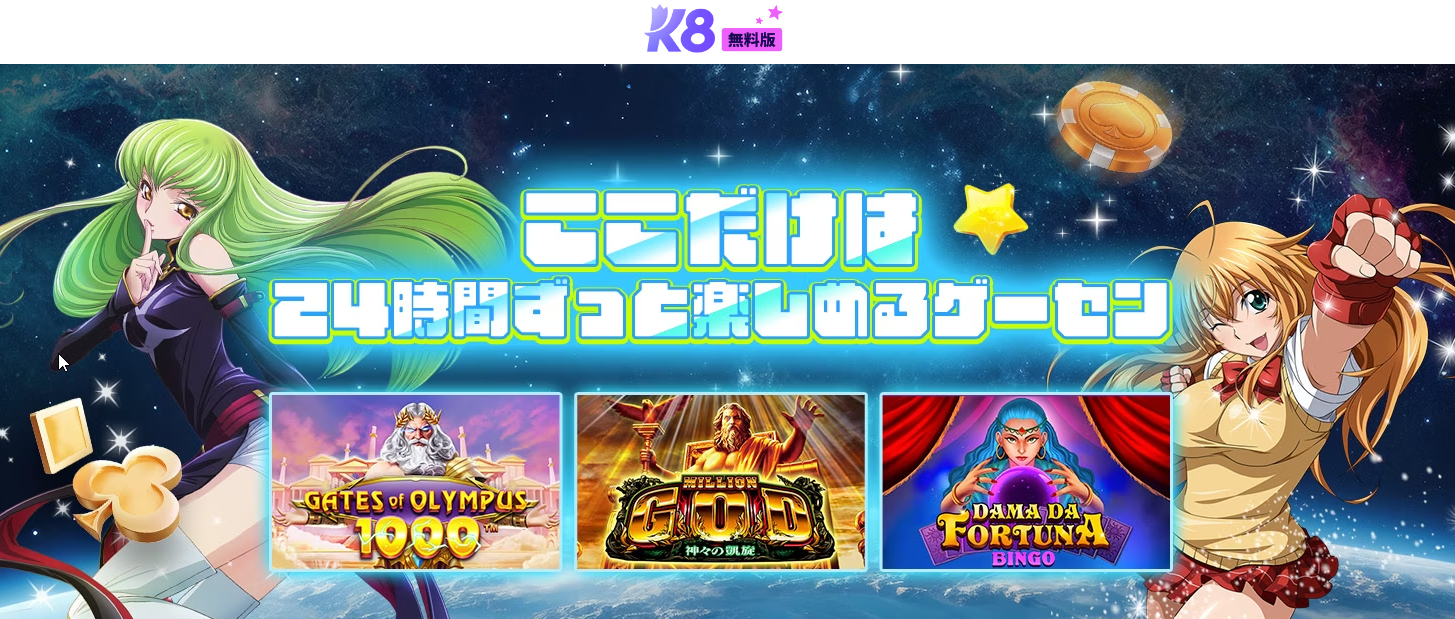 K8 無料版
ここだけは
24時間ずっと楽しめるゲーセン
GATES of OLYMPUS
1000™
MILLION
GOD
神々の凱旋
DAMA DA
FORTUNA
BINGO